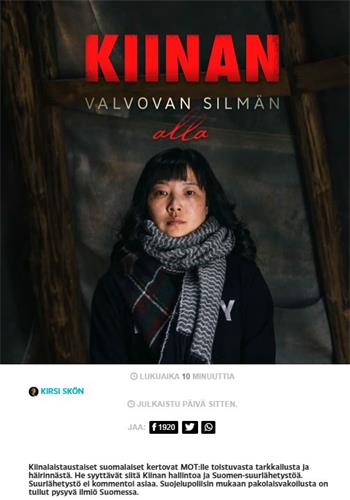 KIINAN
VALVOVAN SILMÄN
alla
LUKUAIKA 10 MINUUTTIA
KIRSI SKÖN
JULKAISTU PÄIVÄ SITTEN.
JAA: f 1920
Kiinalaistaustaiset suomalaiset kertovat MOT:lle toistuvasta tarkkailusta ja
häirinnästä. He syyttävät siitä Kiinan hallintoa ja Suomen-suurlähetystöä.
Suurlähetystö ei kommentoi asiaa. Suojelupoliisin mukaan pakolaisvakoilusta on
tullut pysyvä ilmiö Suomessa.